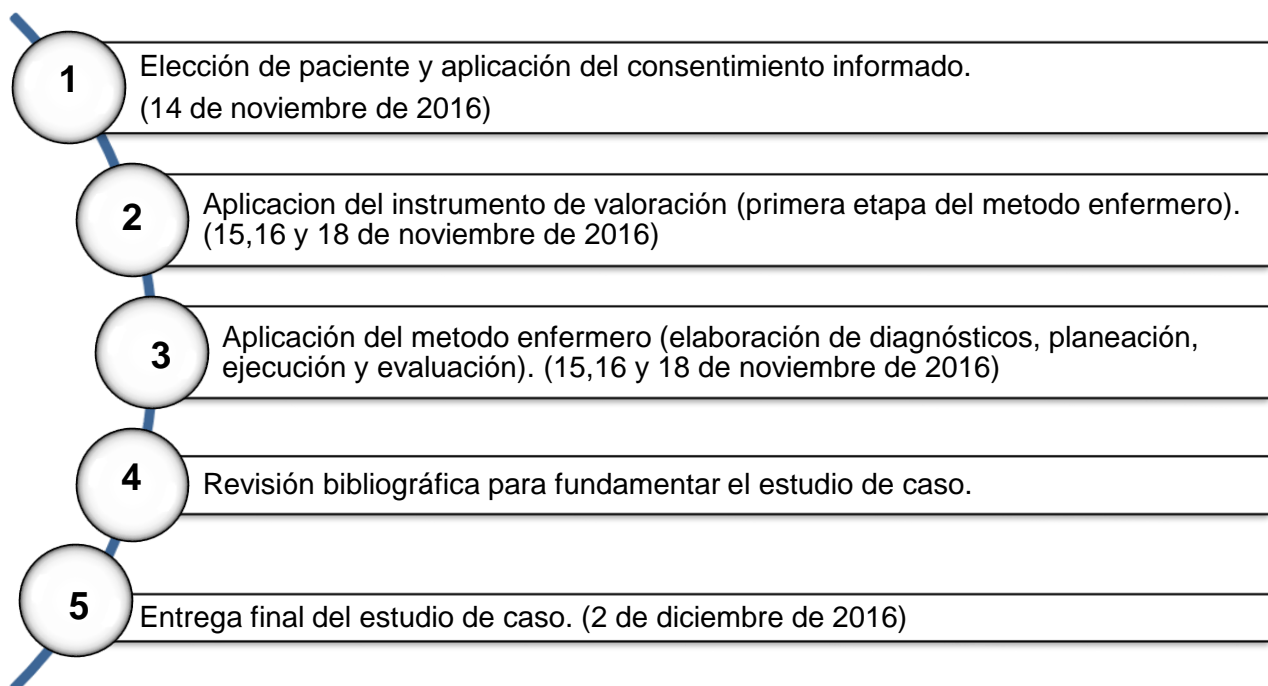 1
Elección de paciente y aplicación del consentimiento informado.
(14 de noviembre de 2016)
2
Aplicacion del instrumento de valoración (primera etapa del metodo enfermero).
(15,16 y 18 de noviembre de 2016)
3
Aplicación del metodo enfermero (elaboración de diagnósticos, planeación,
ejecución y evaluación). (15,16 y 18 de noviembre de 2016)
4
Revisión bibliográfica para fundamentar el estudio de caso.
5
Entrega final del estudio de caso. (2 de diciembre de 2016)